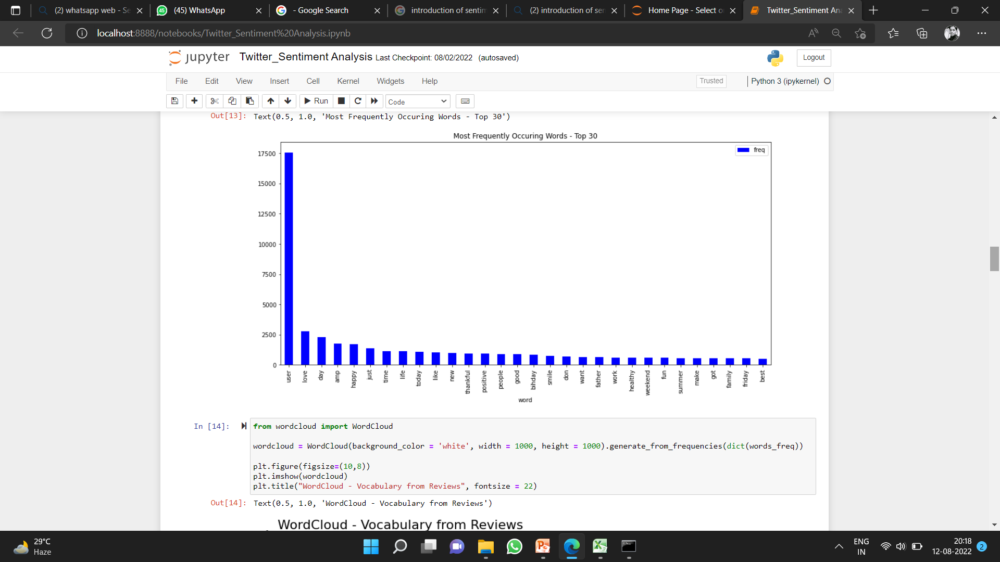 (2) whatsapp web - Se
(45) WhatsApp
- Google Search
introduction of sentim
(2) introduction of sen
Home Page - Select o
Twitter_Sentiment Ana
localhost:8888/notebooks/Twitter_Sentiment%20Analysis.ipynb
jupyter Twitter_Sentiment Analysis Last Checkpoint: 08/02/2022 (autosaved)
Logout
File Edit View Insert Cell Kernel Widgets Help
Trusted
Python 3 (ipykernel)
Run
Code
Out[13]: Text(0.5, 1.0, 'Most Frequently Occuring Words - Top 30')
Most Frequently Occuring Words - Top 30
freq
17500
15000
12500
10000
7500
5000
2500
0
user
love
day
amp
happy
just
time
life
today
like
new
thankful
positive
people
good
bihday
smile
don
want
father
work
healthy
weekend
fun
summer
make
got
family
friday
best
word
In [14]:
from wordcloud import WordCloud
wordcloud = WordCloud(background_color = 'white', width = 1000, height = 1000).generate_from_frequencies(dict(words_freq))
plt.figure(figsize=(10,8))
plt.imshow(wordcloud)
plt.title("WordCloud - Vocabulary from Reviews", fontsize = 22)
Out[14]: Text(0.5, 1.0, 'WordCloud - Vocabulary from Reviews')
WordCloud - Vocabulary from Reviews
29°C
Haze
ENG
IN
20:18
12-08-2022
2